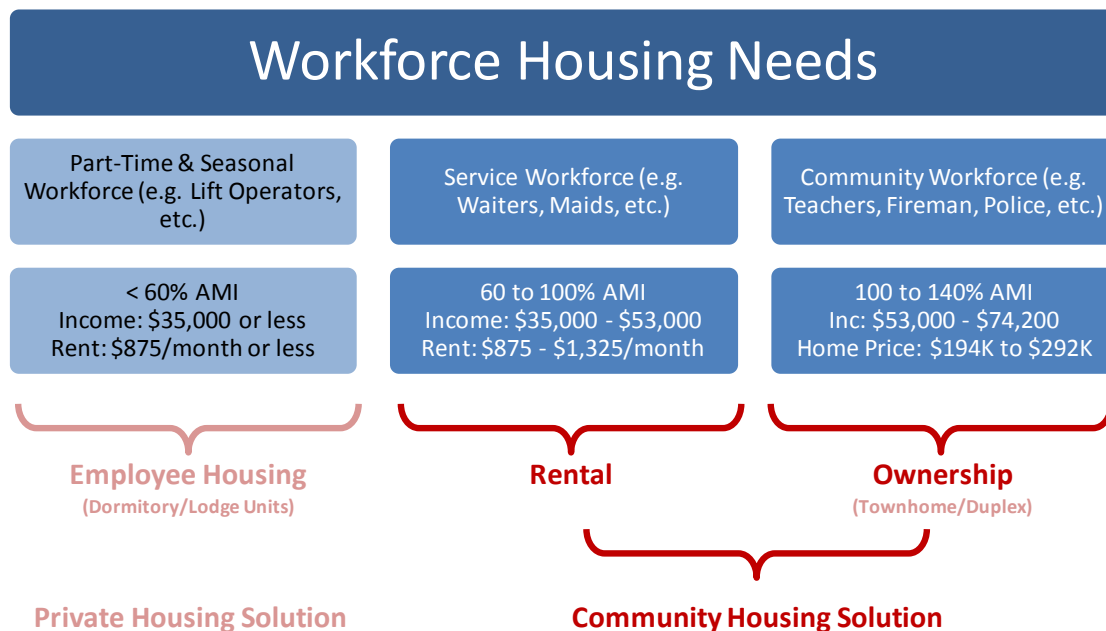 Workforce Housing Needs
Part-Time & Seasonal
Workforce (e.g. Lift Operators,
etc.)
Service Workforce (e.g.
Waiters, Maids, etc.)
Community Workforce (e.g.
Teachers, Fireman, Police, etc.)
< 60% AMI
Income: $35,000 or less
Rent: $875/month or less
60 to 100% AMI
Income: $35,000 - $53,000
Rent: $875 - $1,325/month
100 to 140% AMI
Inc: $53,000 - $74,200
Home Price: $194K to $292K
Employee Housing
(Dormitory/Lodge Units)
Rental
Ownership
(Townhome/Duplex)
Private Housing Solution
Community Housing Solution